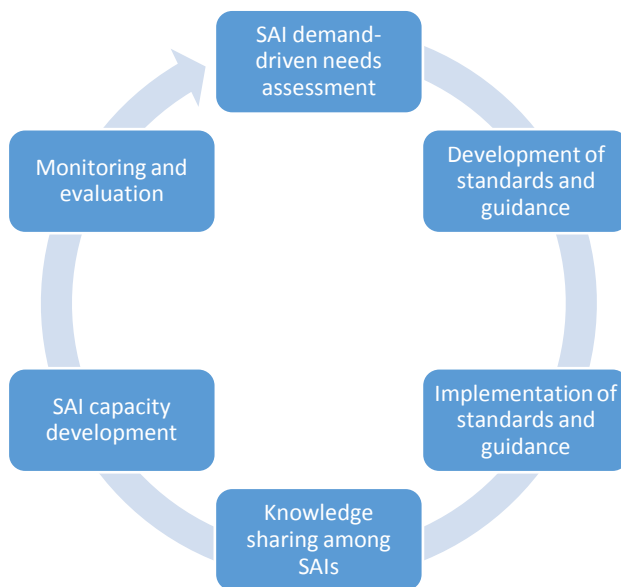 SAI demand-
driven needs
assessment
Development of
standards and
guidance
Implementation of
standards and
guidance
Knowledge
sharing among
SAIs
SAI capacity
development
Monitoring and
evaluation